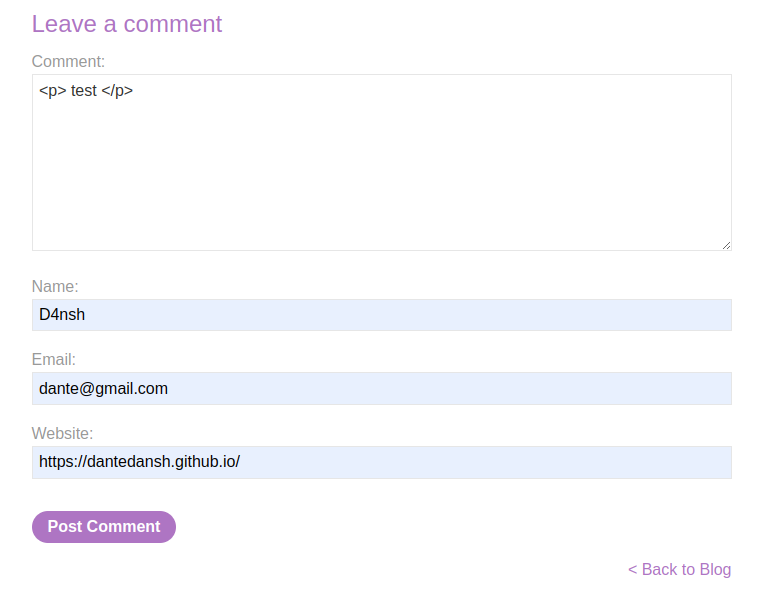 Leave a comment
Comment:
<p> test </p>
Name:
D4nsh
Email:
dante@gmail.com
Website:
https://dantedansh.github.io/
Post Comment
< Back to Blog